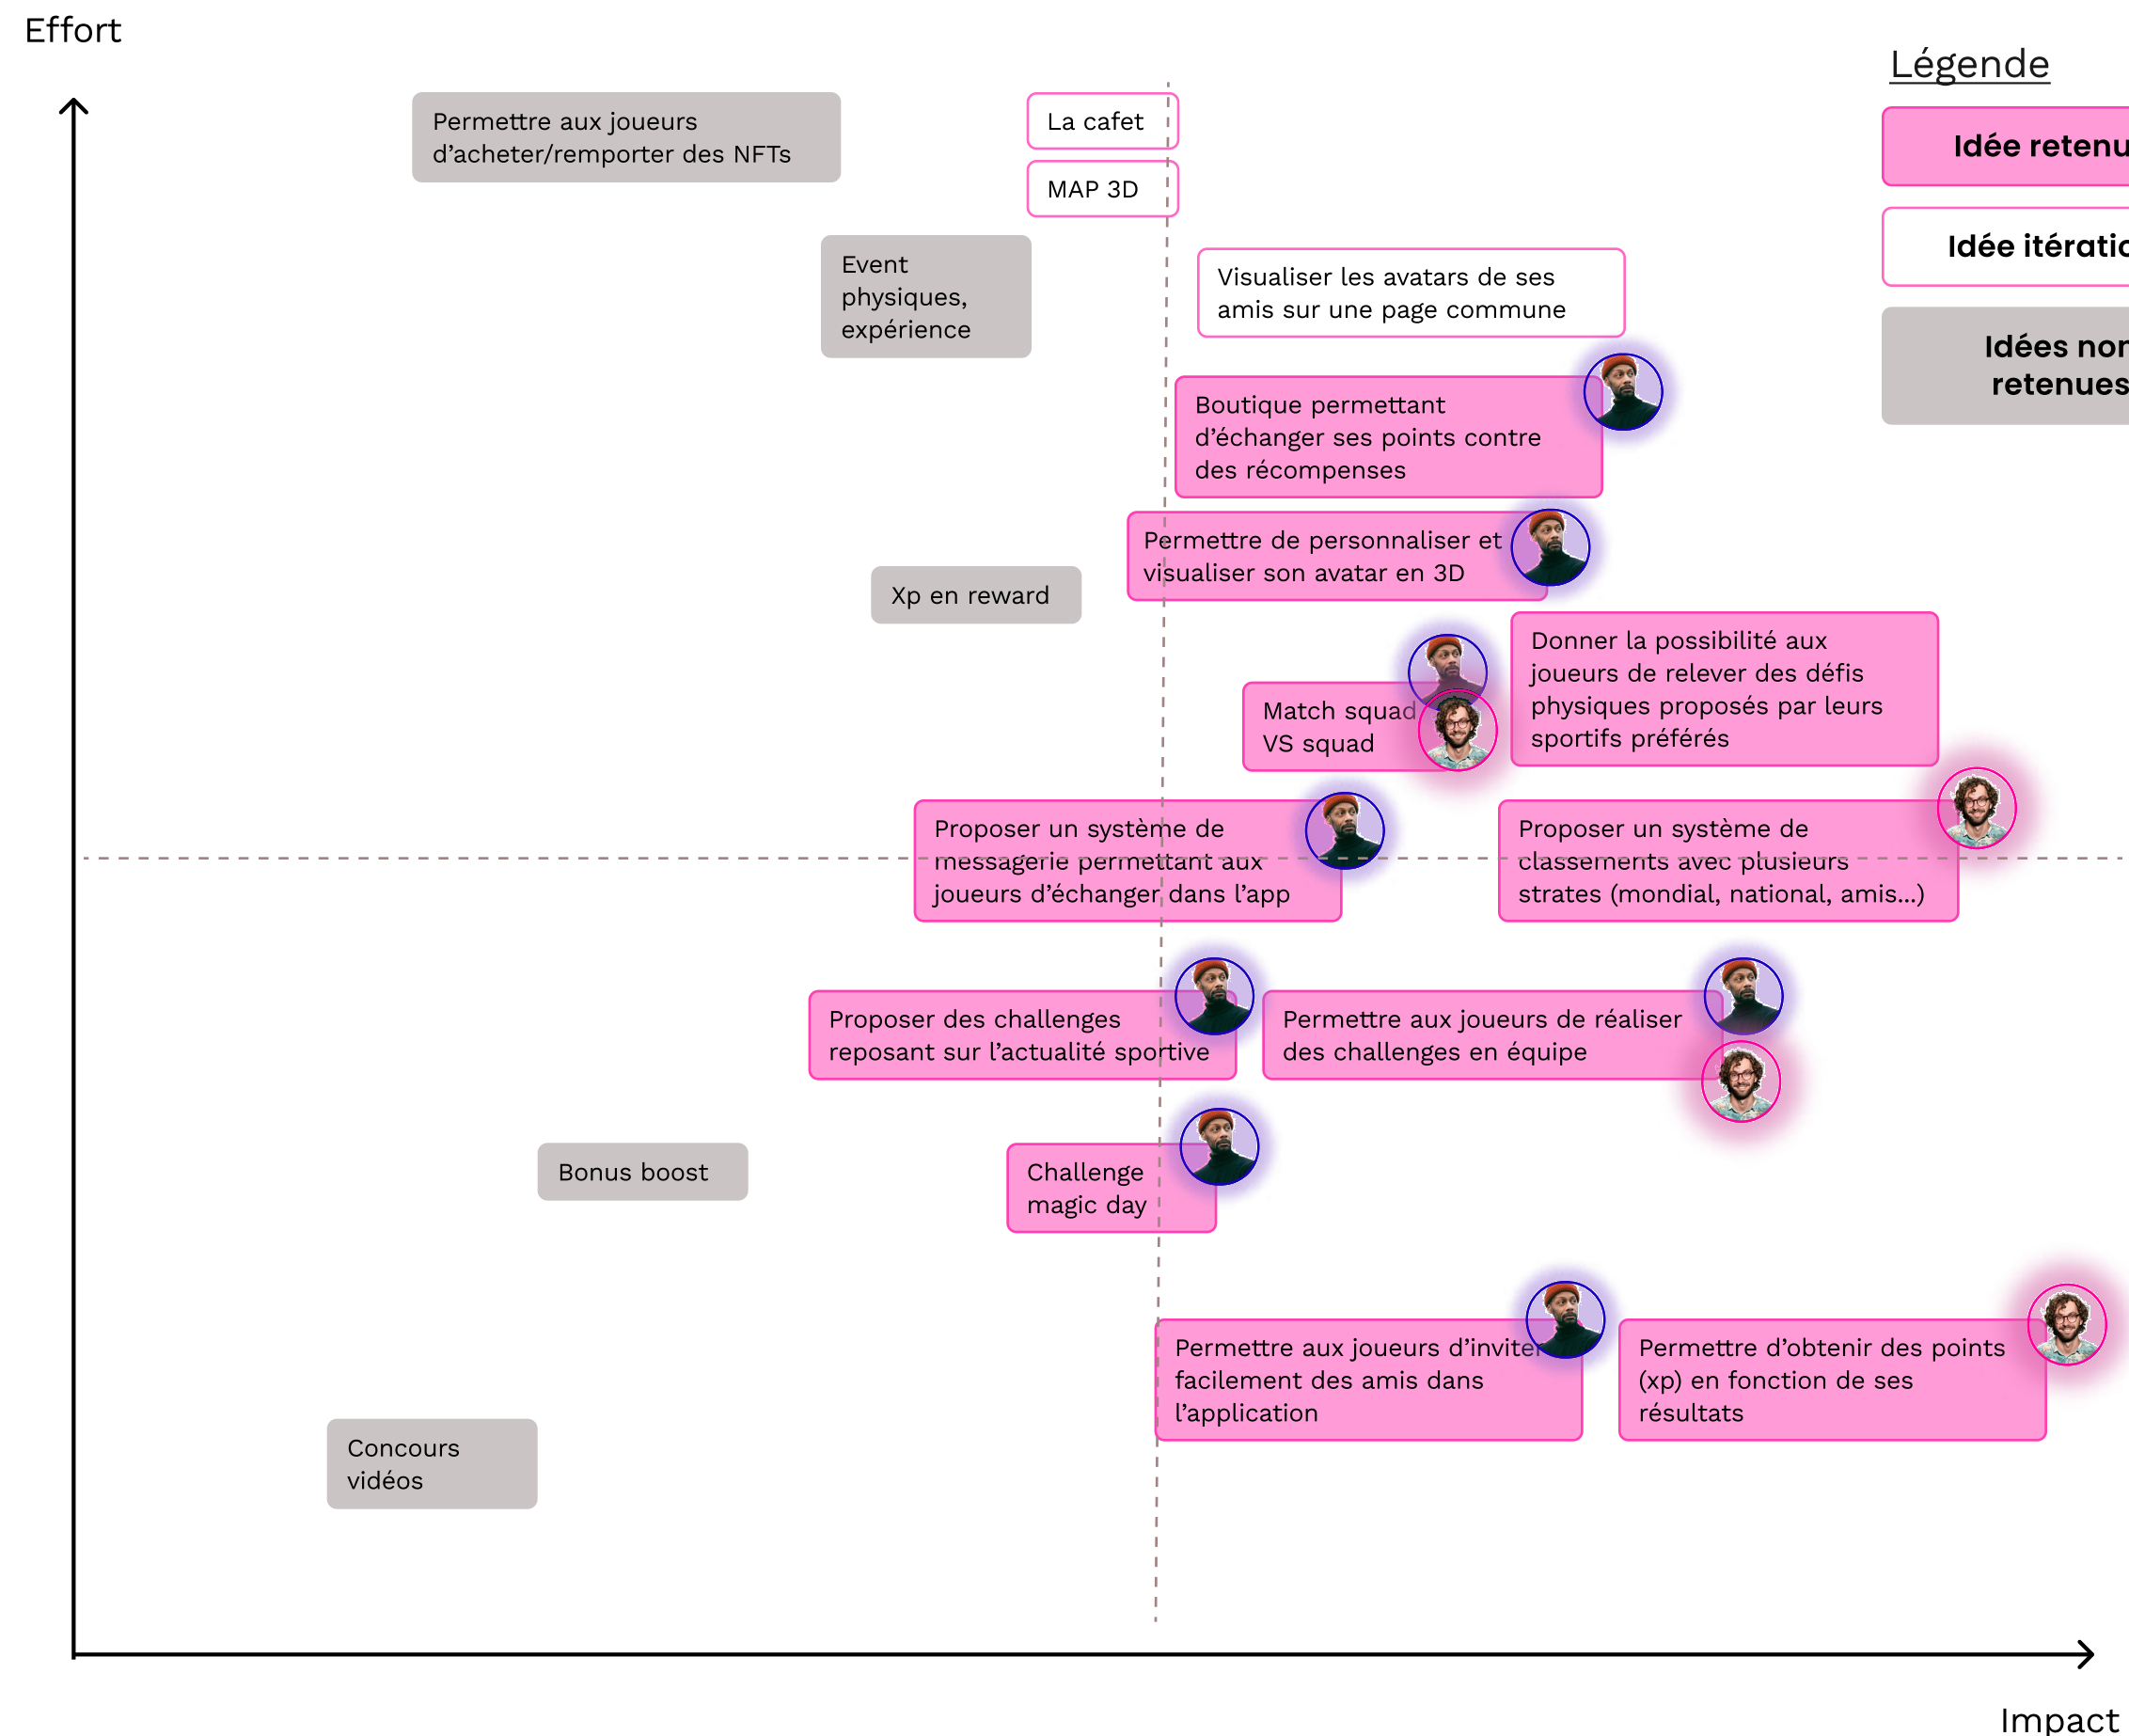 Effort
Légende
Permettre aux joueurs
d’acheter/remporter des NFTs
La cafet
MAP 3D
Idée retenu
Idée itératio
Idées non
retenues
Event
physiques,
expérience
Visualiser les avatars de ses
amis sur une page commune
Boutique permettant
d’échanger ses points contre
des récompenses
Permettre de personnaliser et
visualiser son avatar en 3D
Xp en reward
Match squad
VS squad
Donner la possibilité aux
joueurs de relever des défis
physiques proposés par leurs
sportifs préférés
Proposer un système de
messagerie permettant aux
joueurs d’échanger dans l’app
Proposer un système de
classements avec plusieurs
strates (mondial, national, amis...)
Proposer des challenges
reposant sur l’actualité sportive
Permettre aux joueurs de réaliser
des challenges en équipe
Bonus boost
Challenge
magic day
Permettre aux joueurs d’inviter
facilement des amis dans
l’application
Permettre d’obtenir des points
(xp) en fonction de ses
résultats
Concours
vidéos
Impact